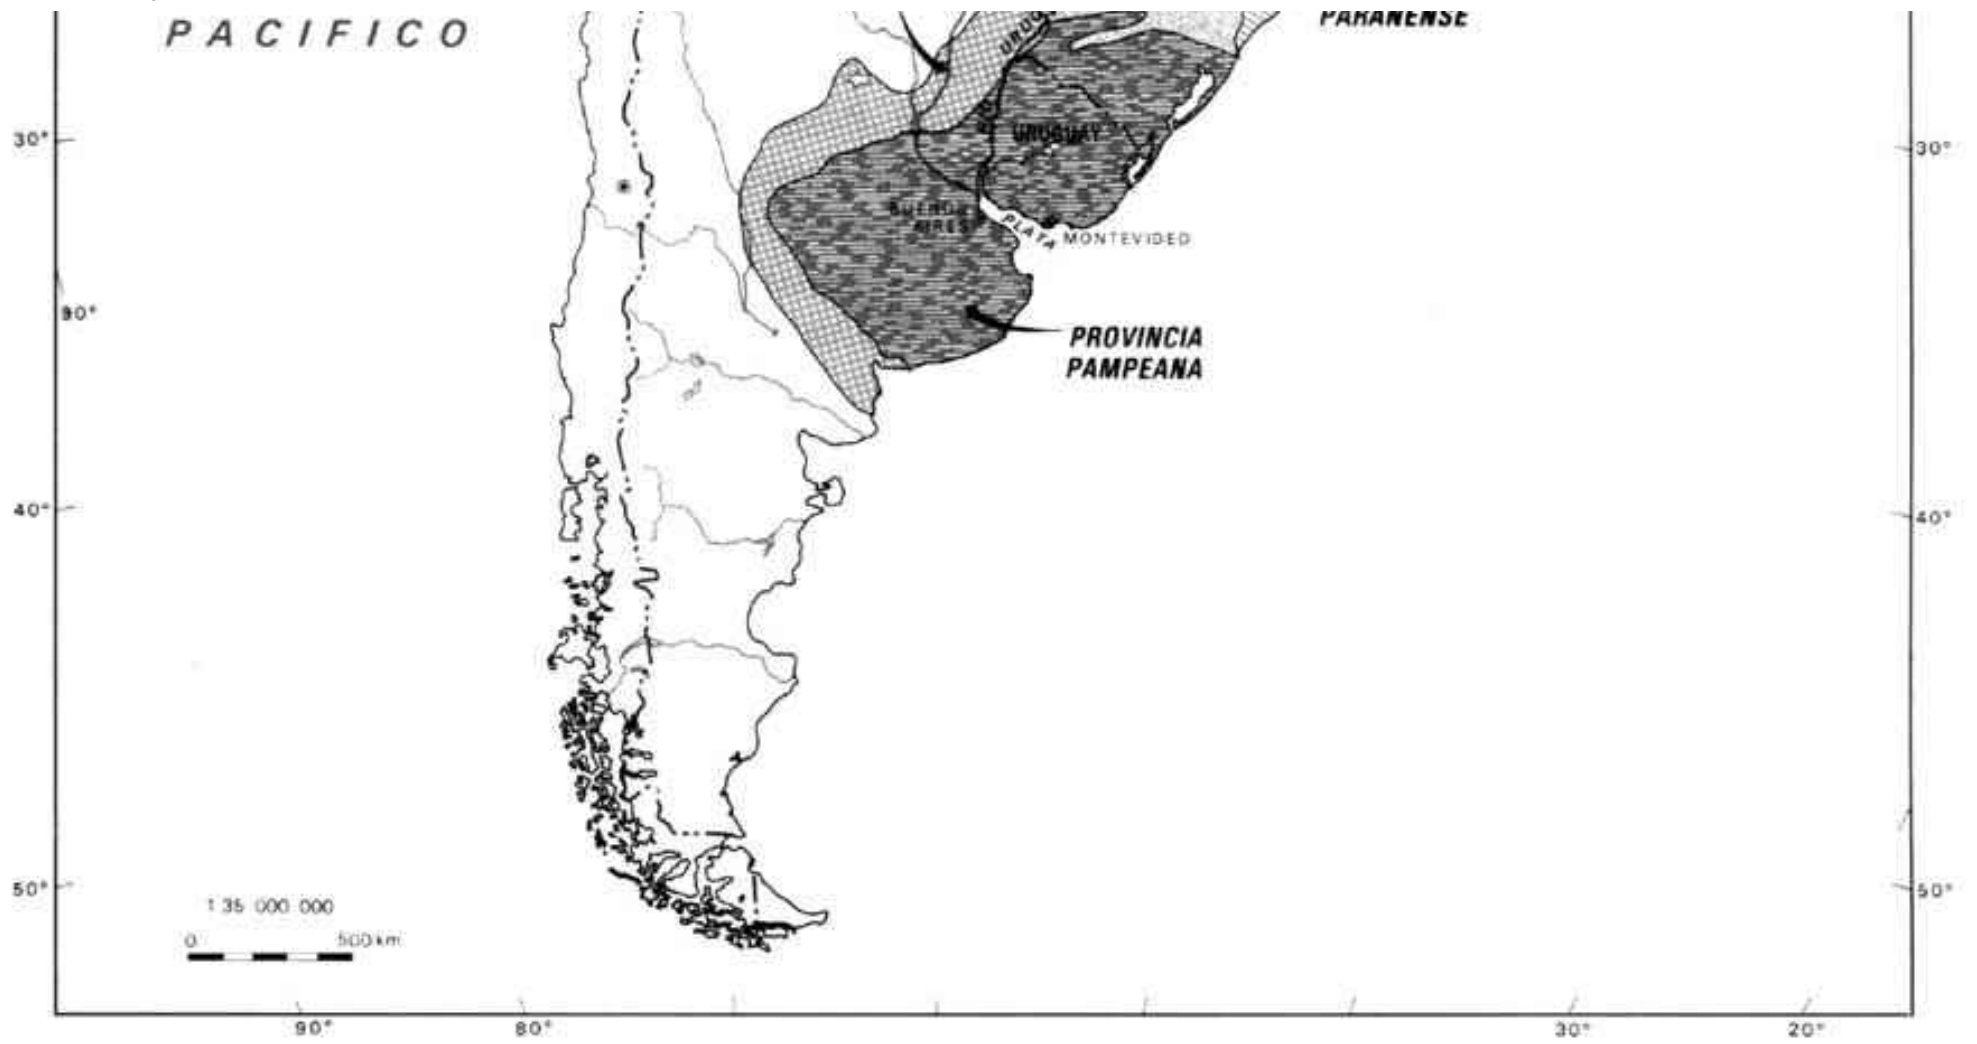 PACIFICO
PARANENSE
30°
30°
URUGUAY
BUENOS
AIRES
PLATA
MONTEVIDEO
90°
PROVINCIA
PAMPEANA
40°
40°
50°
50°
1:35 000 000
0
500 km
90°
80°
30°
20°